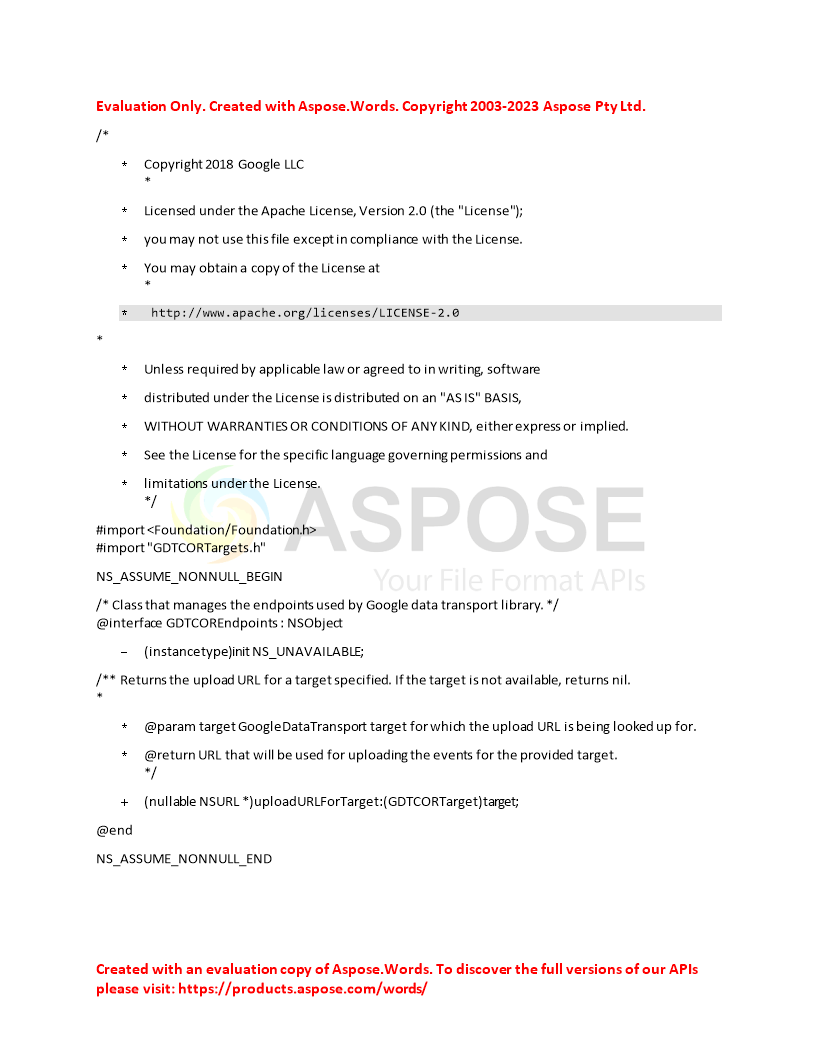 Evaluation Only. Created with Aspose.Words. Copyright 2003-2023 Aspose Pty Ltd.
/*
* Copyright 2018 Google LLC
*
* Licensed under the Apache License, Version 2.0 (the "License");
* you may not use this file except in compliance with the License.
* You may obtain a copy of the License at
*
* http://www.apache.org/licenses/LICENSE-2.0
*
* Unless required by applicable law or agreed to in writing, software
* distributed under the License is distributed on an "AS IS" BASIS,
* WITHOUT WARRANTIES OR CONDITIONS OF ANY KIND, either express or implied.
* See the License for the specific language governing permissions and
* limitations under the License.
*/
ASPOSE
#import <Foundation/Foundation.h>
#import "GDTCORTargets.h"
NS_ASSUME_NONNULL_BEGIN
Your File Format APIs
/* Class that manages the endpoints used by Google data transport library. */
@interface GDTCOREndpoints : NSObject
− (instancetype)init NS_UNAVAILABLE;
/** Returns the upload URL for a target specified. If the target is not available, returns nil.
*
* @param target GoogleDataTransport target for which the upload URL is being looked up for.
* @return URL that will be used for uploading the events for the provided target.
*/
+ (nullable NSURL *)uploadURLForTarget:(GDTCORTarget)target;
@end
NS_ASSUME_NONNULL_END
Created with an evaluation copy of Aspose.Words. To discover the full versions of our APIs
please visit: https://products.aspose.com/words/